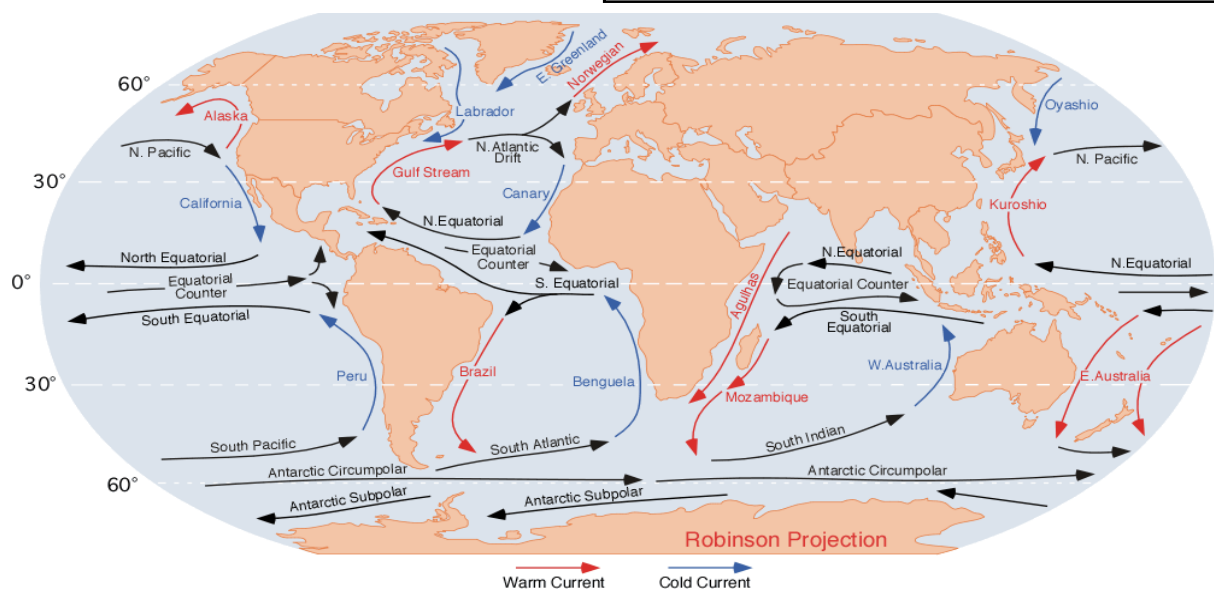 E. Greenland
Norwegian
60°
Alaska
Labrador
Oyashio
N. Pacific
N.Atlantic
Drift
N. Pacific
Gulf Stream
30°
California
Canary
Kuroshio
N.Equatorial
North Equatorial
Equatorial
Counter
N.Equatorial
N.Equatorial
0°
Equatorial
Counter
S. Equatorial
Equatorial Counter
Agulhas
South Equatorial
South
Equatorial
Peru
Brazil
Benguela
W.Australia
E.Australia
30°
Mozambique
South Pacific
South Atlantic
South Indian
Antarctic Circumpolar
Antarctic Circumpolar
60°
Antarctic Subpolar
Antarctic Subpolar
Robinson Projection
Warm Current
Cold Current